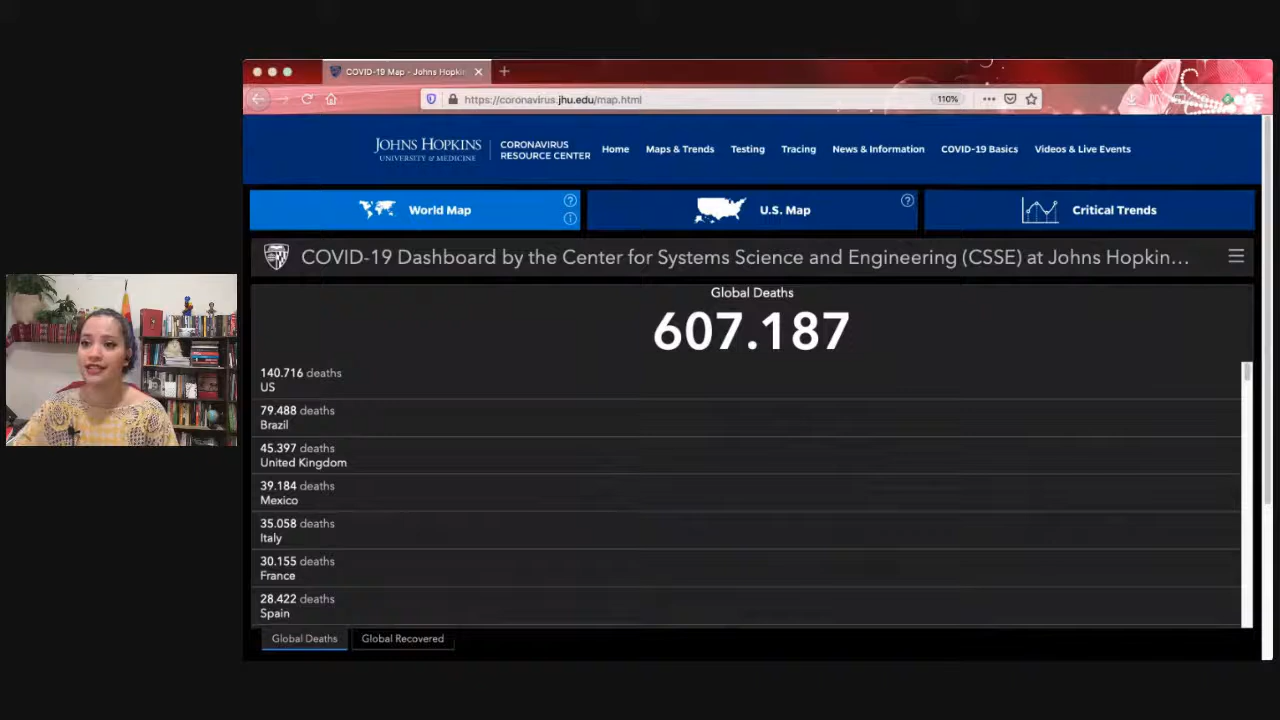 COVID-19 Map - Johns Hopkin
https://coronavirus.jhu.edu/map.html
110%
JOHNS HOPKINS
UNIVERSITY & MEDICINE
CORONAVIRUS
RESOURCE CENTER
Home
Maps & Trends
Testing
Tracing
News & Information
COVID-19 Basics
Videos & Live Events
World Map
U.S. Map
Critical Trends
COVID-19 Dashboard by the Center for Systems Science and Engineering (CSSE) at Johns Hopkin...
Global Deaths
607.187
140.716 deaths
US
79.488 deaths
Brazil
45.397 deaths
United Kingdom
39.184 deaths
Mexico
35.058 deaths
Italy
30.155 deaths
France
28.422 deaths
Spain
Global Deaths
Global Recovered